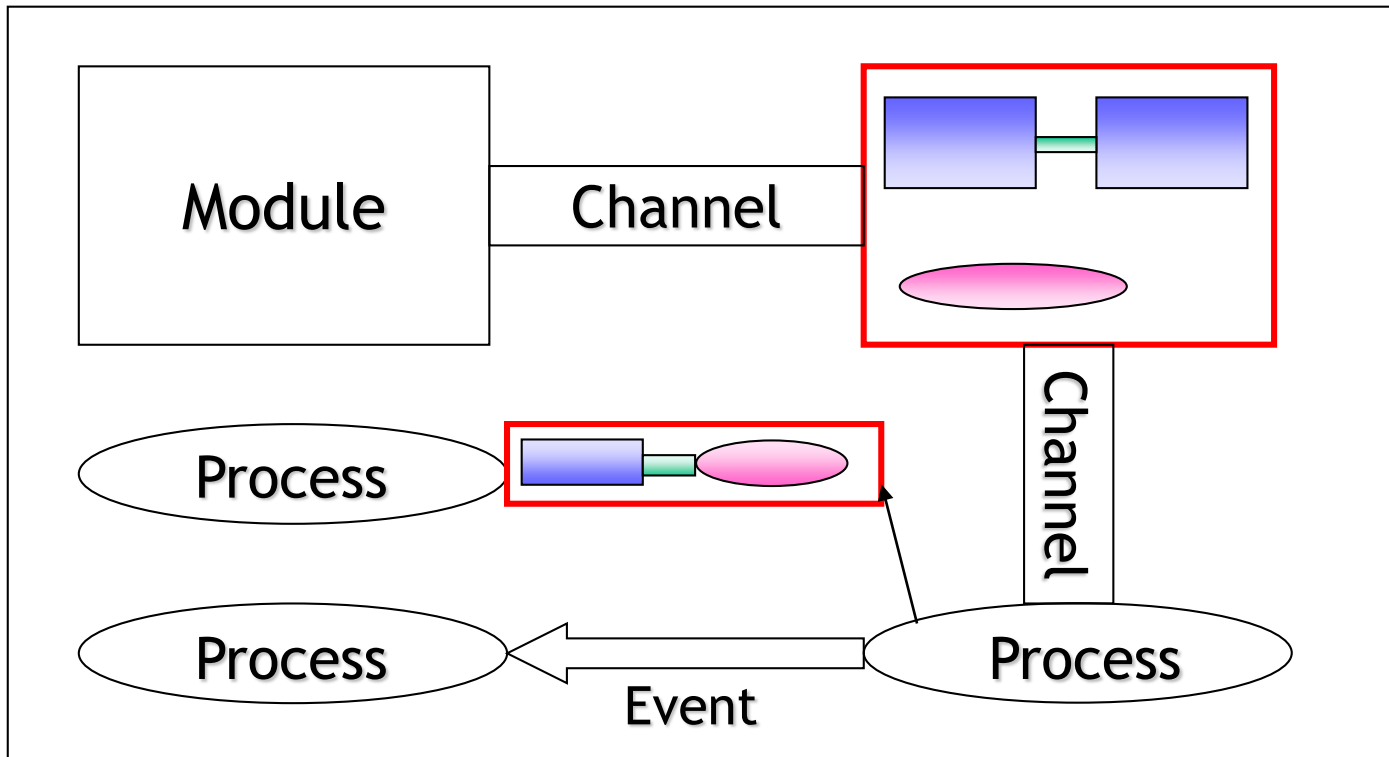 Module
Channel
Channel
Process
Process
Process
Event